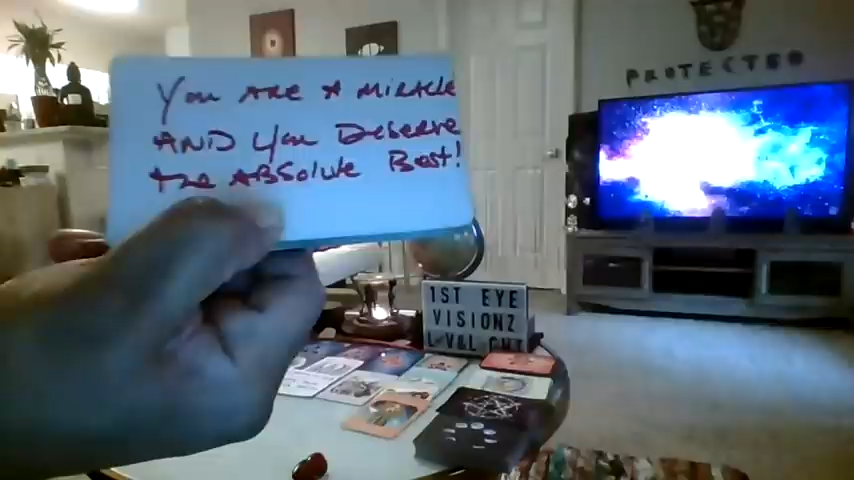 You ARE A MIRACLE
AND You DESERVE
the ABSOLUTE BEST!
PROTECTED
1ST EYE
VISIONZ